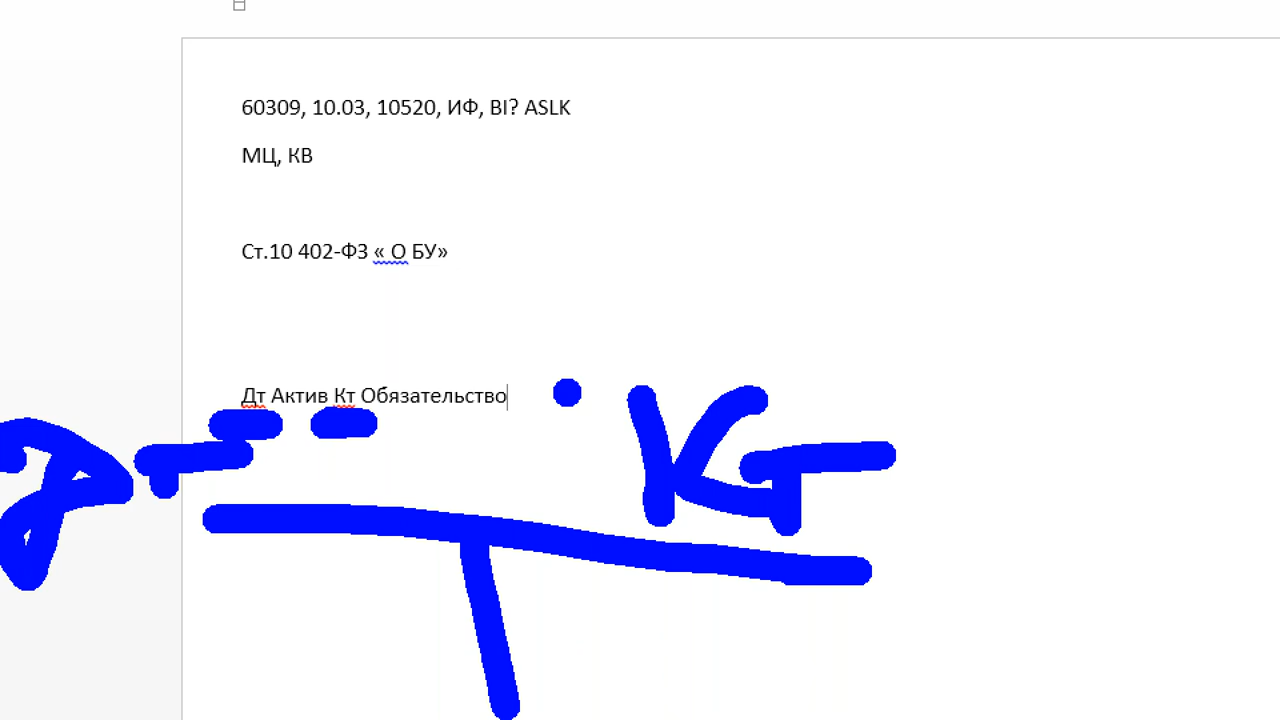 60309, 10.03, 10520, ИФ, BI? ASLK
МЦ, КВ
Ст.10 402-ФЗ « О БУ»
Дт Актив Кт Обязательство
Дт Кт